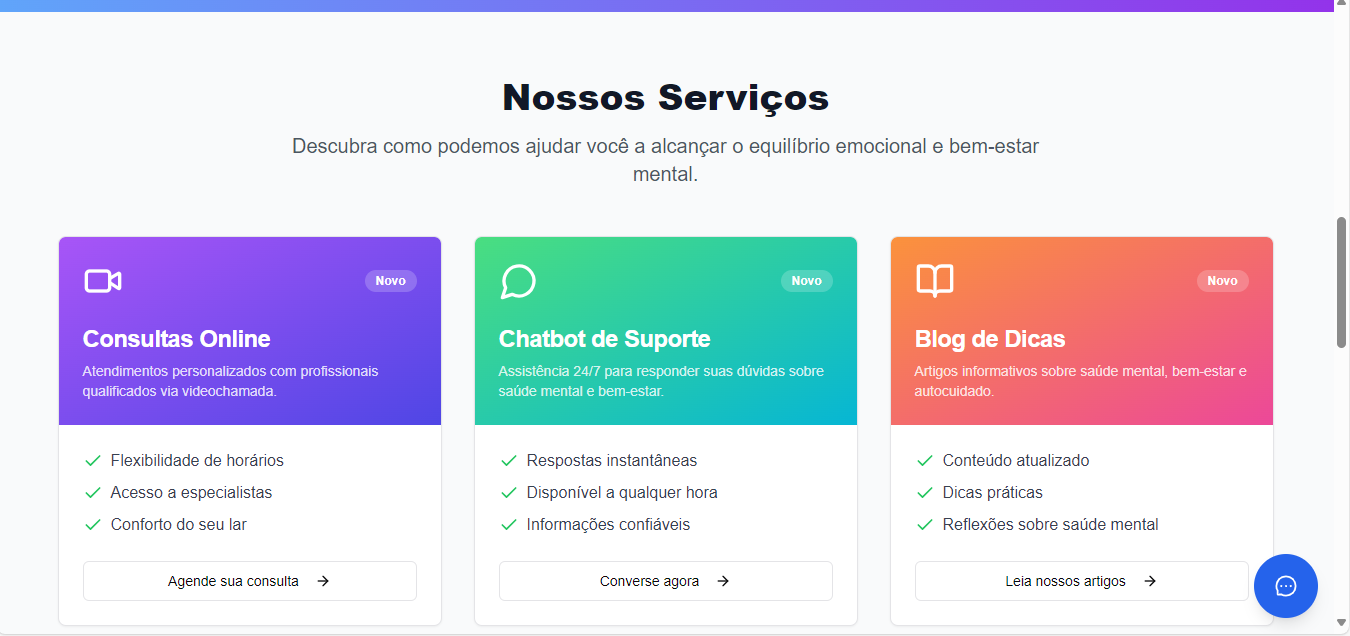 Nossos Serviços
Descubra como podemos ajudar você a alcançar o equilíbrio emocional e bem-estar
mental.
Novo
Consultas Online
Atendimentos personalizados com profissionais
qualificados via videochamada.
Flexibilidade de horários
Acesso a especialistas
Conforto do seu lar
Agende sua consulta
Novo
Chatbot de Suporte
Assistência 24/7 para responder suas dúvidas sobre
saúde mental e bem-estar.
Respostas instantâneas
Disponível a qualquer hora
Informações confiáveis
Converse agora
Novo
Blog de Dicas
Artigos informativos sobre saúde mental, bem-estar e
autocuidado.
Conteúdo atualizado
Dicas práticas
Reflexões sobre saúde mental
Leia nossos artigos